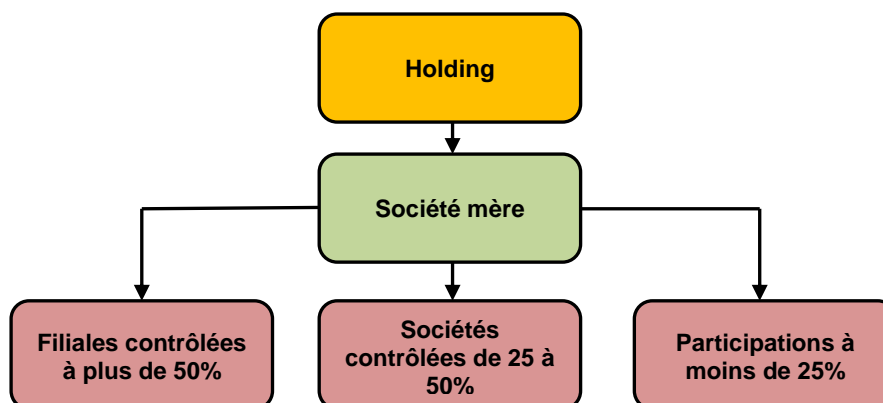 Holding
Société mère
Filiales contrôlées
à plus de 50%
Sociétés
contrôlées de 25 à
50%
Participations à
moins de 25%